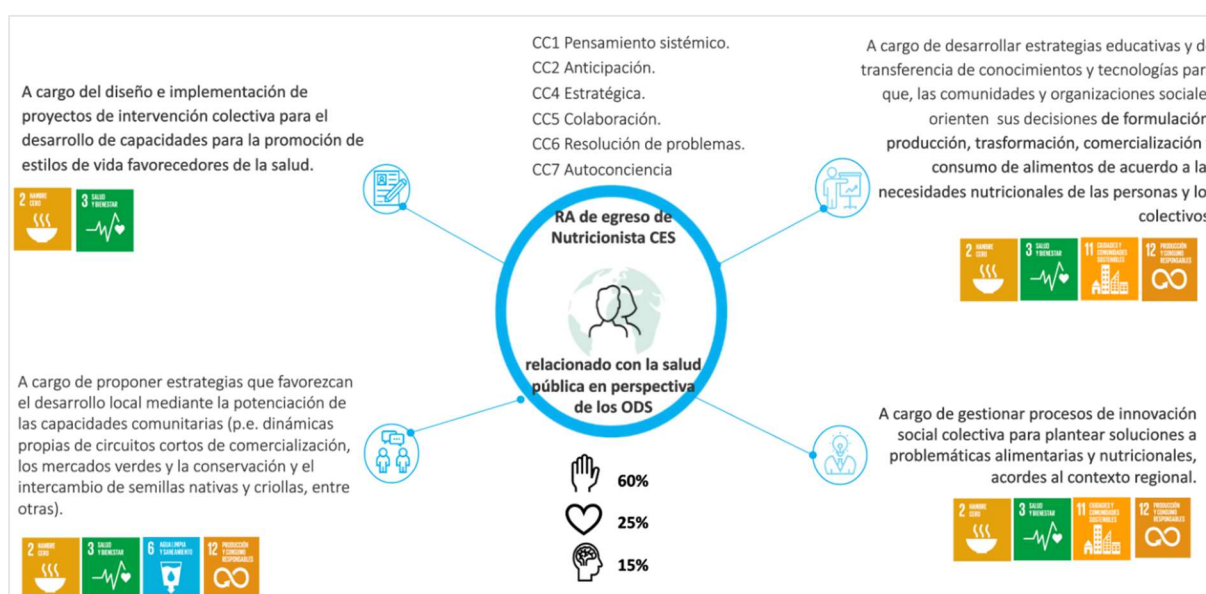 CC1 Pensamiento sistémico.
CC2 Anticipación.
CC4 Estratégica.
CC5 Colaboración.
CC6 Resolución de problemas.
CC7 Autoconciencia
A cargo del diseño e implementación de
proyectos de intervención colectiva para el
desarrollo de capacidades para la promoción de
estilos de vida favorecedores de la salud.
2 HAMBRE CERO
3 SALUD Y BIENESTAR
A cargo de desarrollar estrategias educativas y d
transferencia de conocimientos y tecnologías par
que, las comunidades y organizaciones sociale
orienten sus decisiones de formulación
producción, trasformación, comercialización
consumo de alimentos de acuerdo a la
necesidades nutricionales de las personas y lo
colectivos
2 HAMBRE CERO
3 SALUD Y BIENESTAR
11 CIUDADES Y COMUNIDADES SOSTENIBLES
12 PRODUCCIÓN Y CONSUMO RESPONSABLES
RA de egreso de
Nutricionista CES
relacionado con la salud
pública en perspectiva
de los ODS
60%
25%
15%
A cargo de proponer estrategias que favorezcan
el desarrollo local mediante la potenciación de
las capacidades comunitarias (p.e. dinámicas
propias de circuitos cortos de comercialización,
los mercados verdes y la conservación y el
intercambio de semillas nativas y criollas, entre
otras).
2 HAMBRE CERO
3 SALUD Y BIENESTAR
6 AGUA LIMPIA Y SANEAMIENTO
12 PRODUCCIÓN Y CONSUMO RESPONSABLES
A cargo de gestionar procesos de innovación
social colectiva para plantear soluciones a
problemáticas alimentarias y nutricionales,
acordes al contexto regional.
2 HAMBRE CERO
3 SALUD Y BIENESTAR
11 CIUDADES Y COMUNIDADES SOSTENIBLES
12 PRODUCCIÓN Y CONSUMO RESPONSABLES